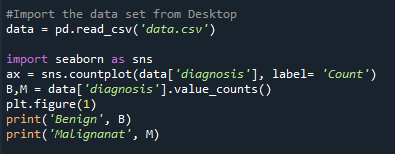 #Import the data set from Desktop
data = pd.read_csv('data.csv')
import seaborn as sns
ax = sns.countplot(data['diagnosis'], label= 'Count')
B,M = data['diagnosis'].value_counts()
plt.figure(1)
print('Benign', B)
print('Malignanat', M)